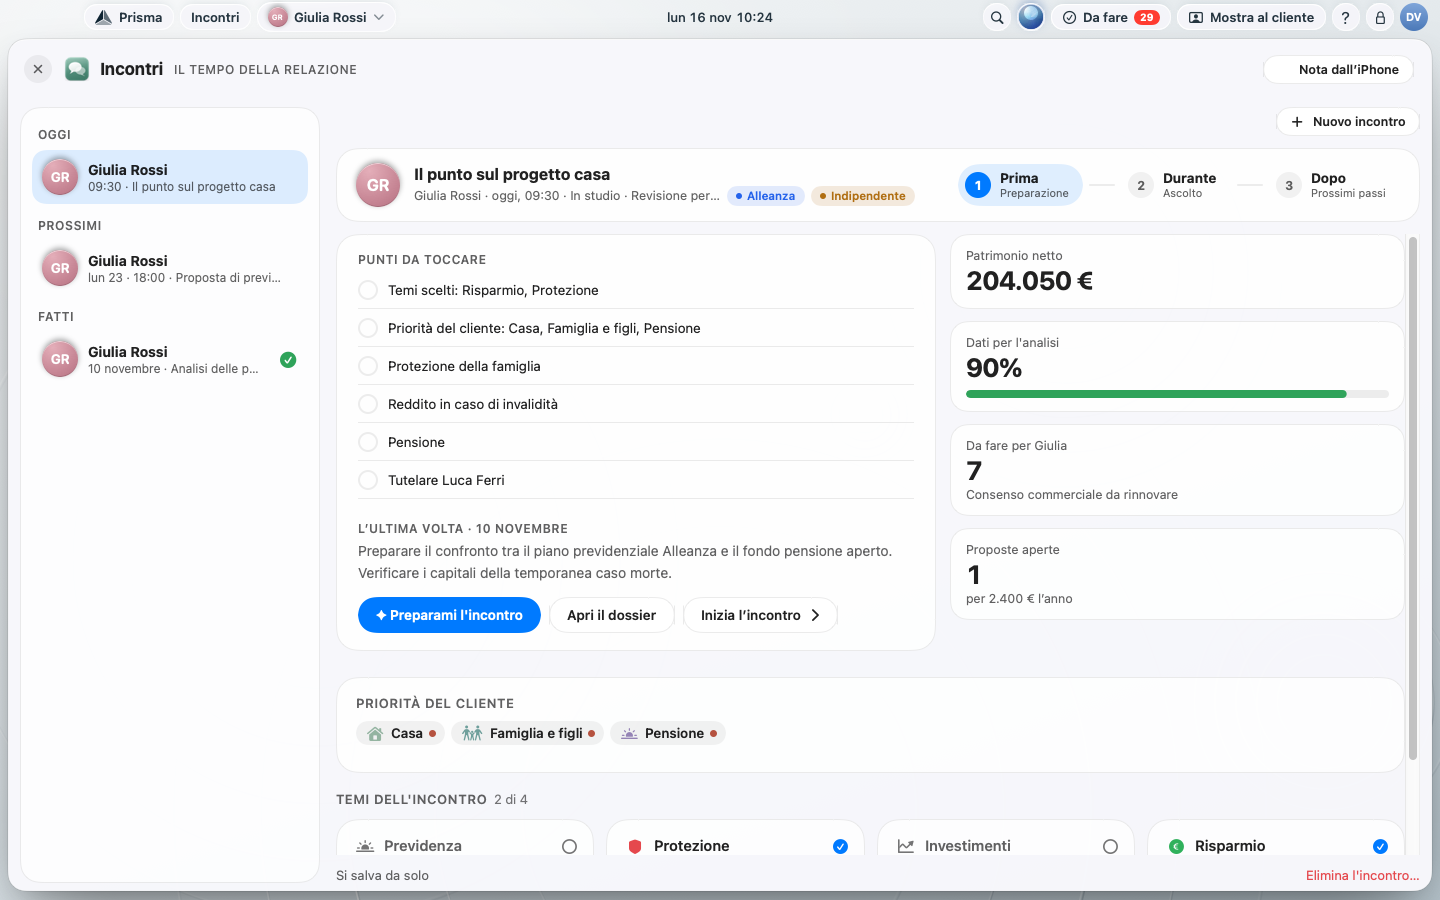 Prisma
Incontri
GR Giulia Rossi
lun 16 nov 10:24
Da fare 29
Mostra al cliente
?
DV
Incontri IL TEMPO DELLA RELAZIONE
Nota dall’iPhone
OGGI
GR
Giulia Rossi
09:30 · Il punto sul progetto casa
PROSSIMI
GR
Giulia Rossi
lun 23 · 18:00 · Proposta di previ...
FATTI
GR
Giulia Rossi
10 novembre · Analisi delle p...
+ Nuovo incontro
GR
Il punto sul progetto casa
Giulia Rossi · oggi, 09:30 · In studio · Revisione per... Alleanza Indipendente
1 Prima
Preparazione
2 Durante
Ascolto
3 Dopo
Prossimi passi
PUNTI DA TOCCARE
Temi scelti: Risparmio, Protezione
Priorità del cliente: Casa, Famiglia e figli, Pensione
Protezione della famiglia
Reddito in caso di invalidità
Pensione
Tutelare Luca Ferri
L’ULTIMA VOLTA · 10 NOVEMBRE
Preparare il confronto tra il piano previdenziale Alleanza e il fondo pensione aperto.
Verificare i capitali della temporanea caso morte.
Preparami l'incontro
Apri il dossier
Inizia l’incontro
Patrimonio netto
204.050 €
Dati per l'analisi
90%
Da fare per Giulia
7
Consenso commerciale da rinnovare
Proposte aperte
1
per 2.400 € l’anno
PRIORITÀ DEL CLIENTE
Casa
Famiglia e figli
Pensione
TEMI DELL'INCONTRO 2 di 4
Previdenza
Protezione
Investimenti
€ Risparmio
Si salva da solo
Elimina l'incontro...